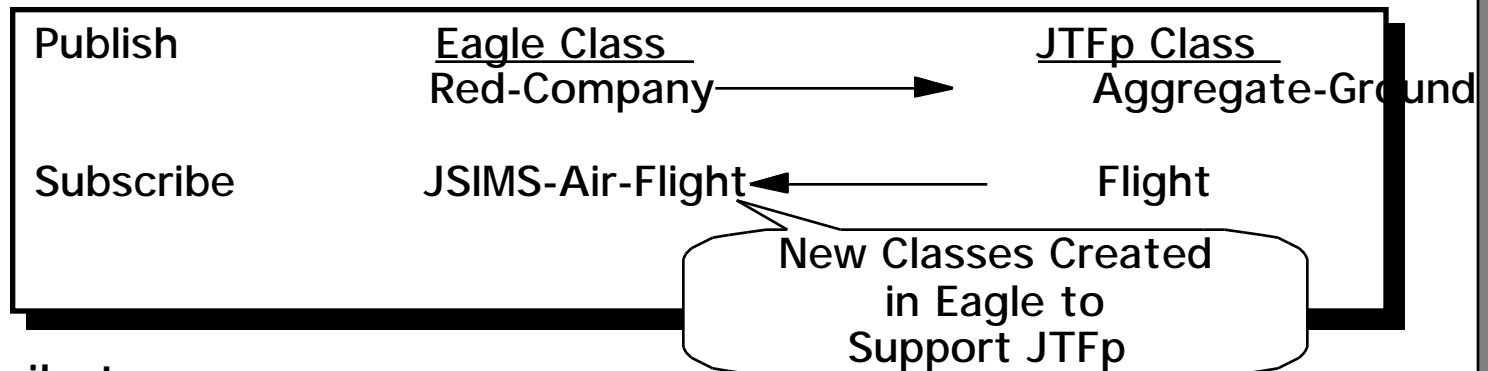 Publish Eagle Class JTFp Class
Red-Company Aggregate-Ground
Subscribe JSIMS-Air-Flight Flight
New Classes Created
in Eagle to
Support JTFp